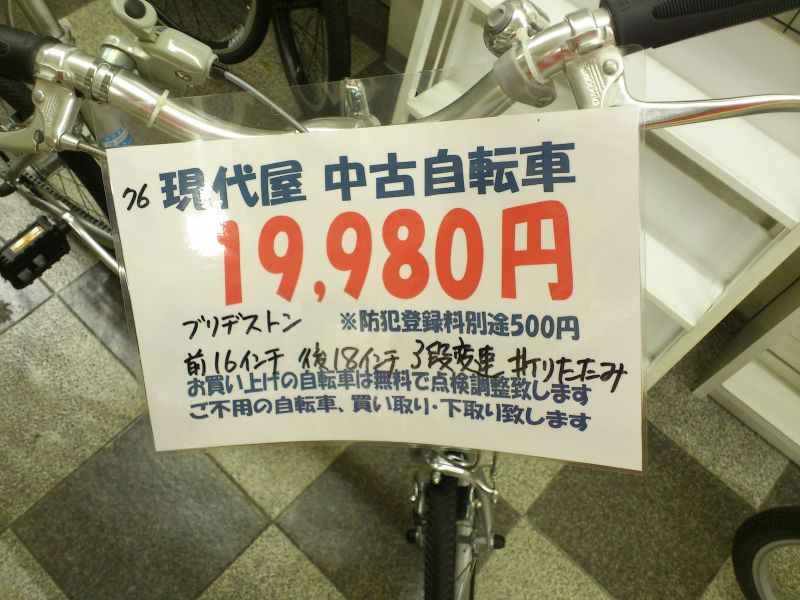 76 現代屋 中古自転車
19,980円
ブリヂストン ※防犯登録料別途500円
前16インチ 後18インチ 3段変車 折りたたみ
お買い上げの自転車は無料で点検調整致します
ご不用の自転車、買い取り・下取り致します